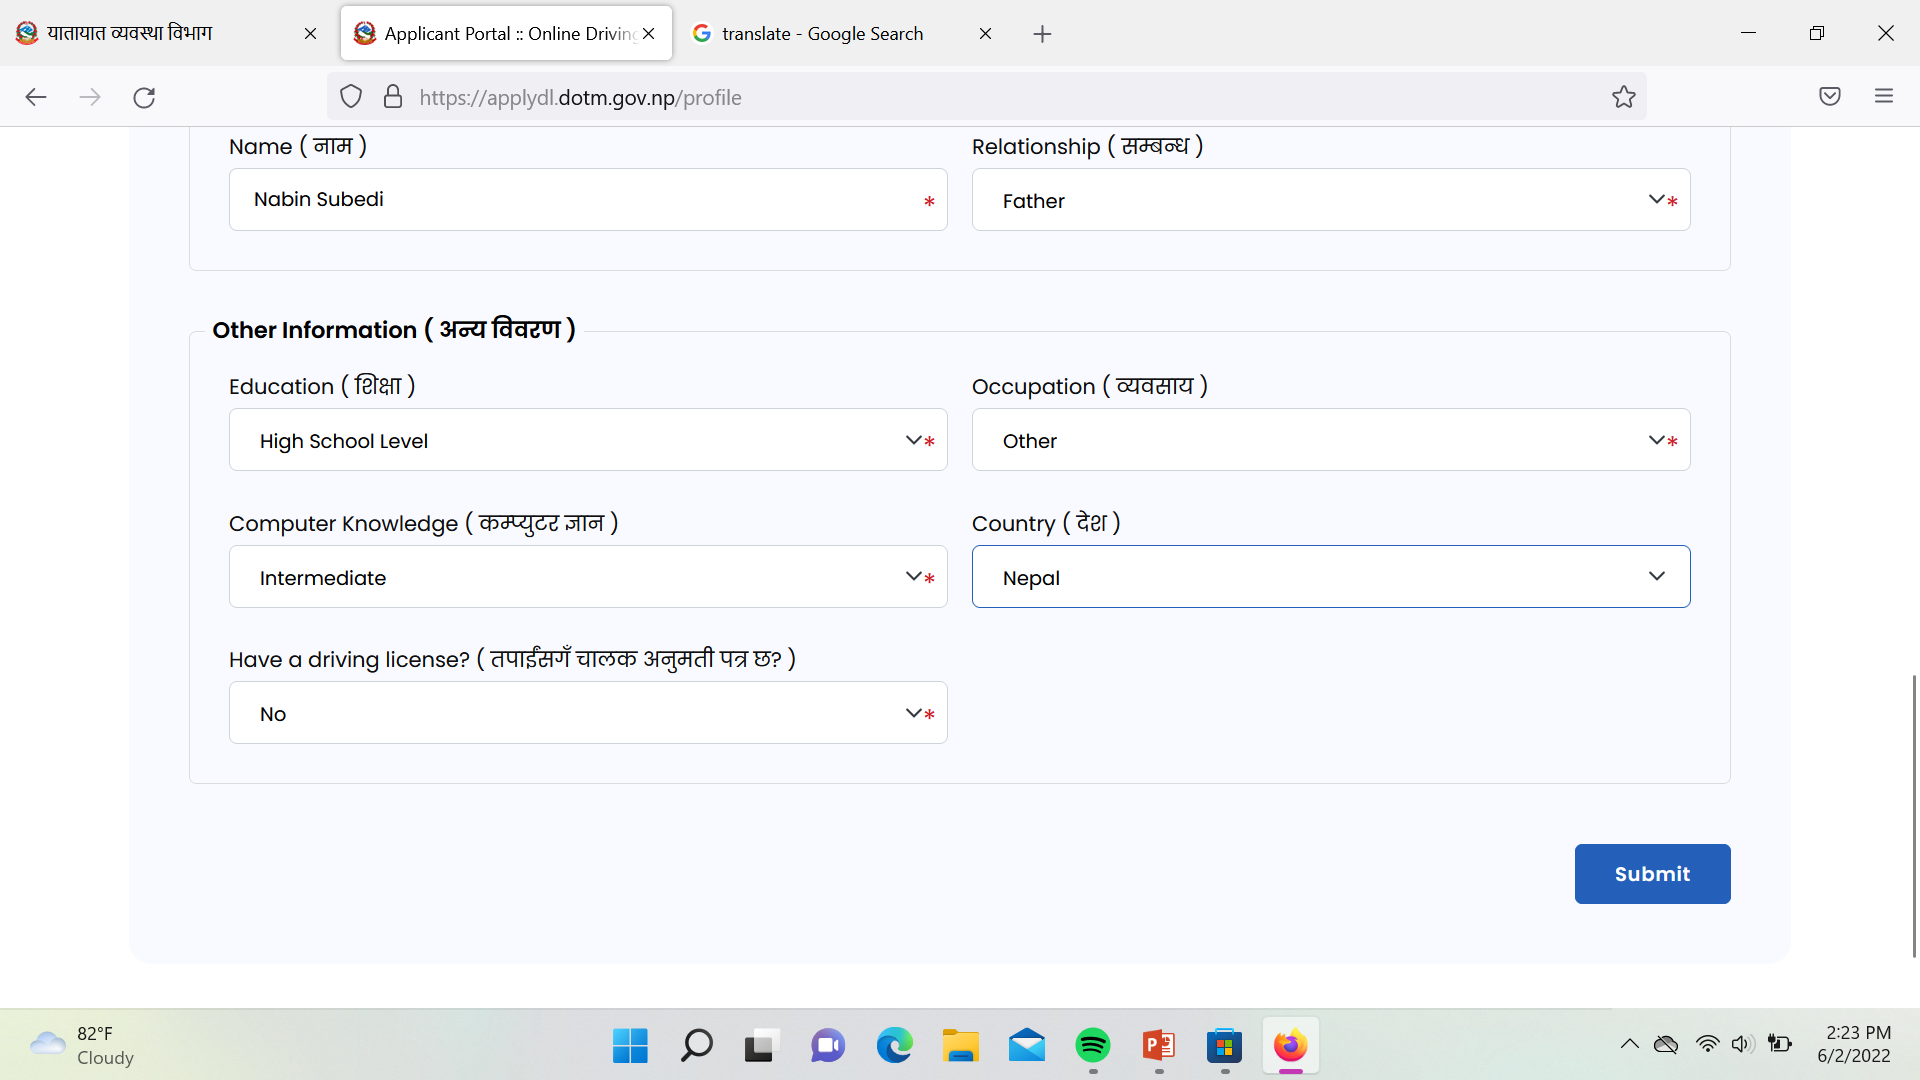 यातायात व्यवस्था विभाग
Applicant Portal :: Online Driving
translate - Google Search
https://applydl.dotm.gov.np/profile
Name ( नाम )
Relationship ( सम्बन्ध )
Nabin Subedi *
Father *
Other Information ( अन्य विवरण )
Education ( शिक्षा )
Occupation ( व्यवसाय )
High School Level *
Other *
Computer Knowledge ( कम्प्युटर ज्ञान )
Country ( देश )
Intermediate *
Nepal
Have a driving license? ( तपाईंसगँ चालक अनुमती पत्र छ? )
No *
Submit
82°F
Cloudy
2:23 PM
6/2/2022